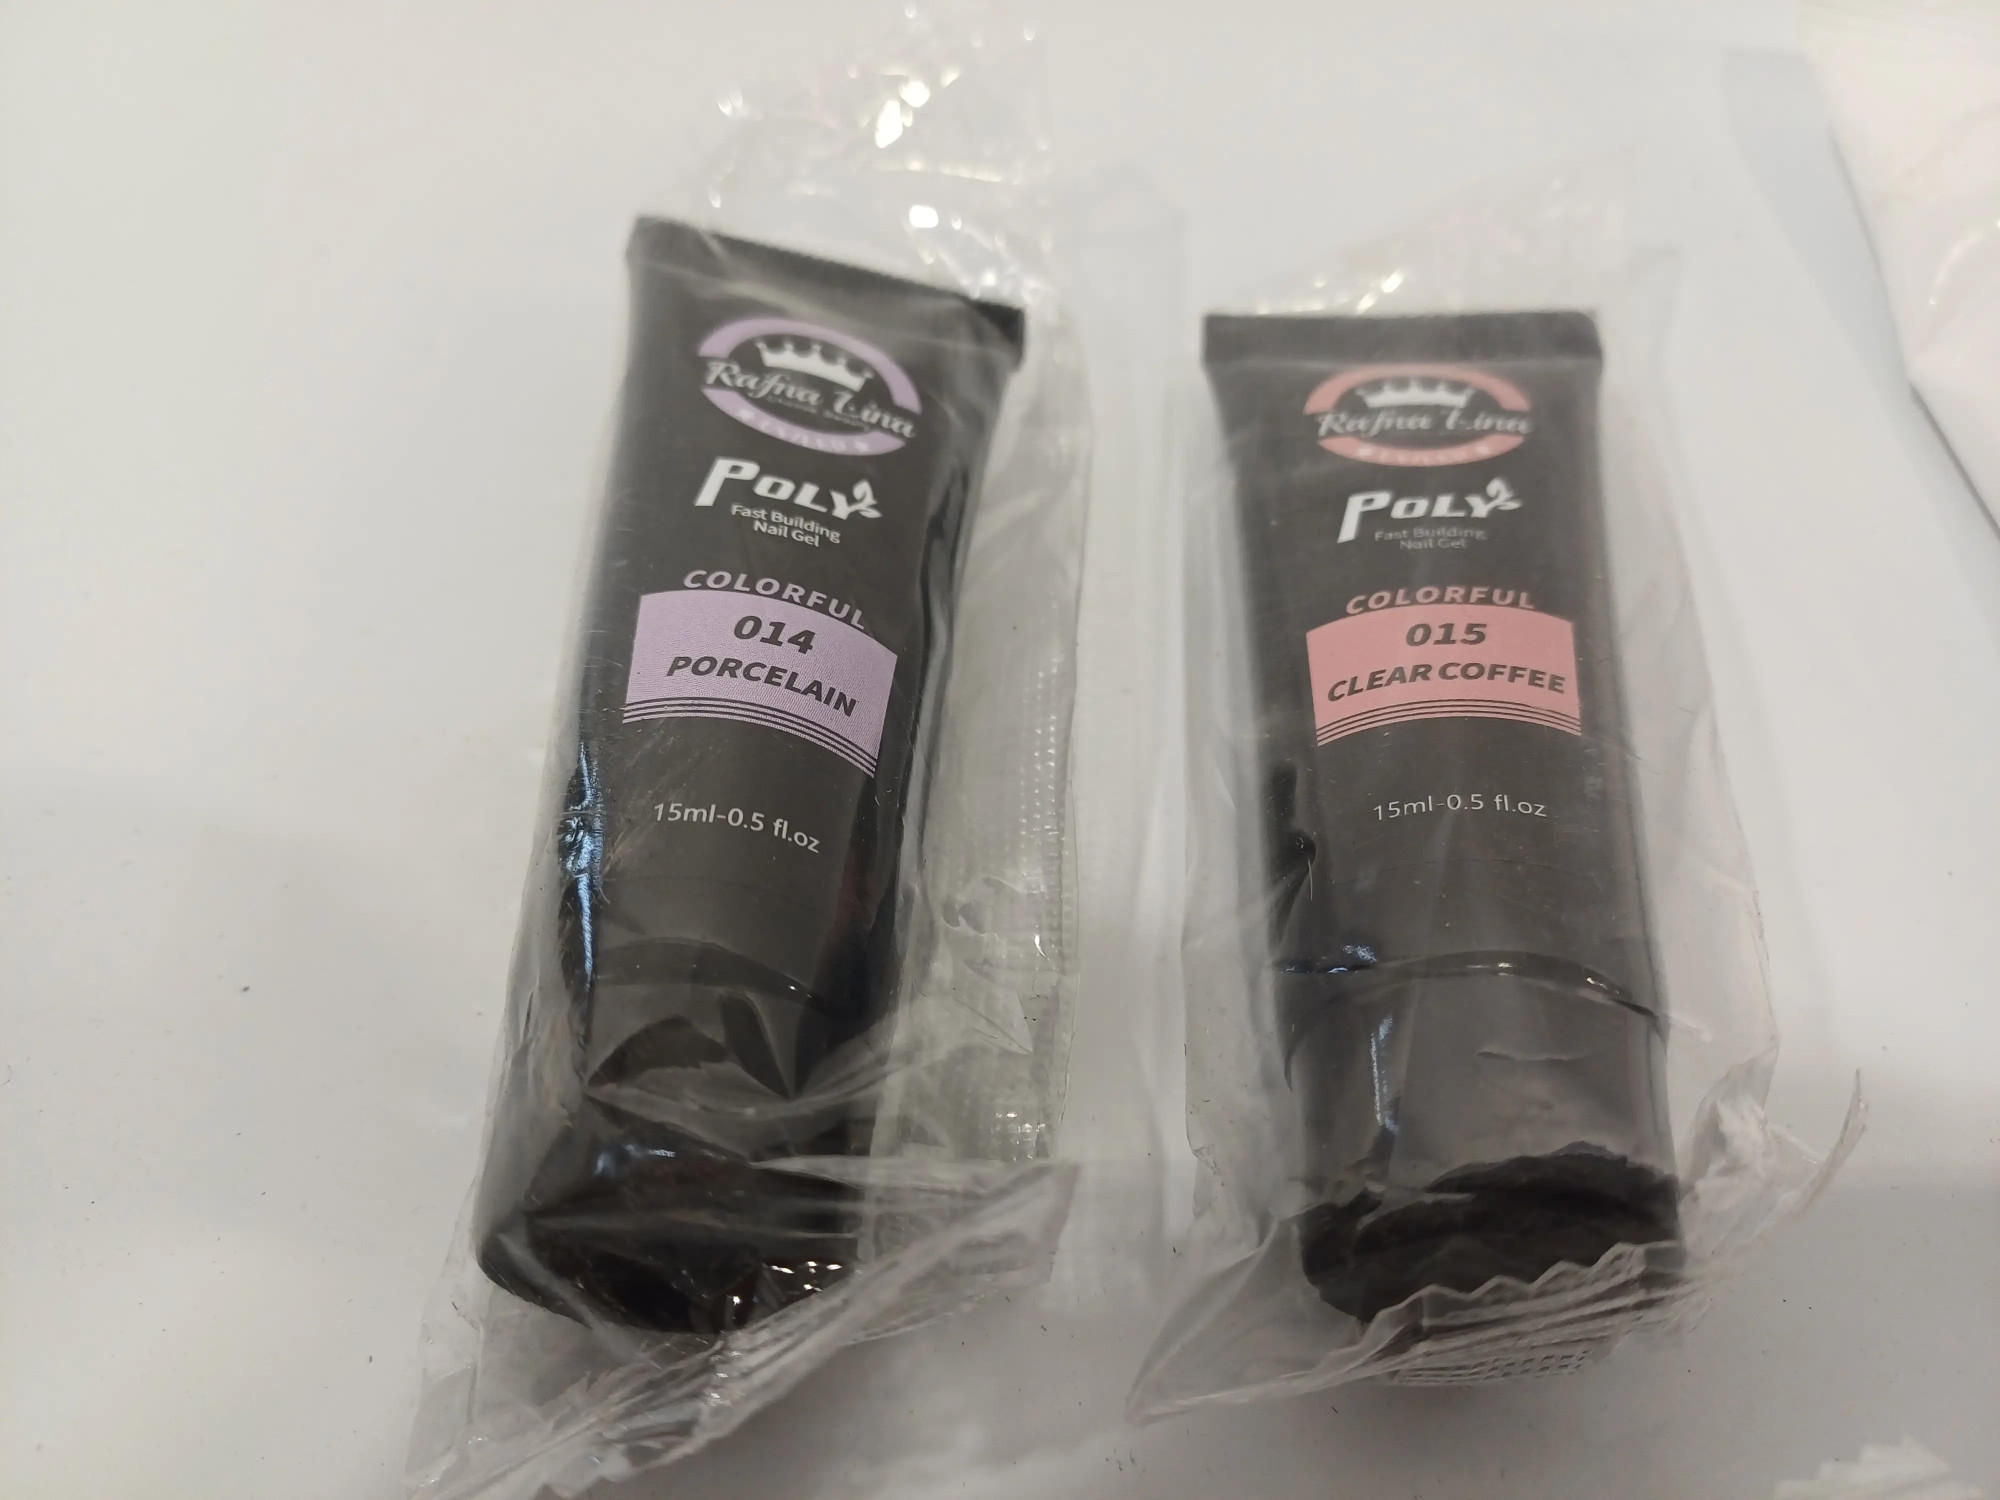 Rafna Lina
POLY
Fast Building
Nail Gel
COLORFUL
014
PORCELAIN
15ml-0.5 fl.oz
Rafna Lina
POLY
Fast Building
Nail Gel
COLORFUL
015
CLEAR COFFEE
15ml-0.5 fl.oz